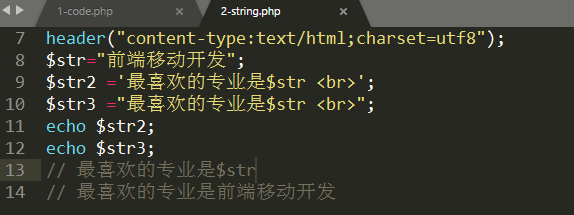 1-code.php × 2-string.php ×
7 header("content-type:text/html;charset=utf8");
8 $str="前端移动开发";
9 $str2 ='最喜欢的专业是$str <br>';
10 $str3 ="最喜欢的专业是$str <br>";
11 echo $str2;
12 echo $str3;
13 // 最喜欢的专业是$str
14 // 最喜欢的专业是前端移动开发